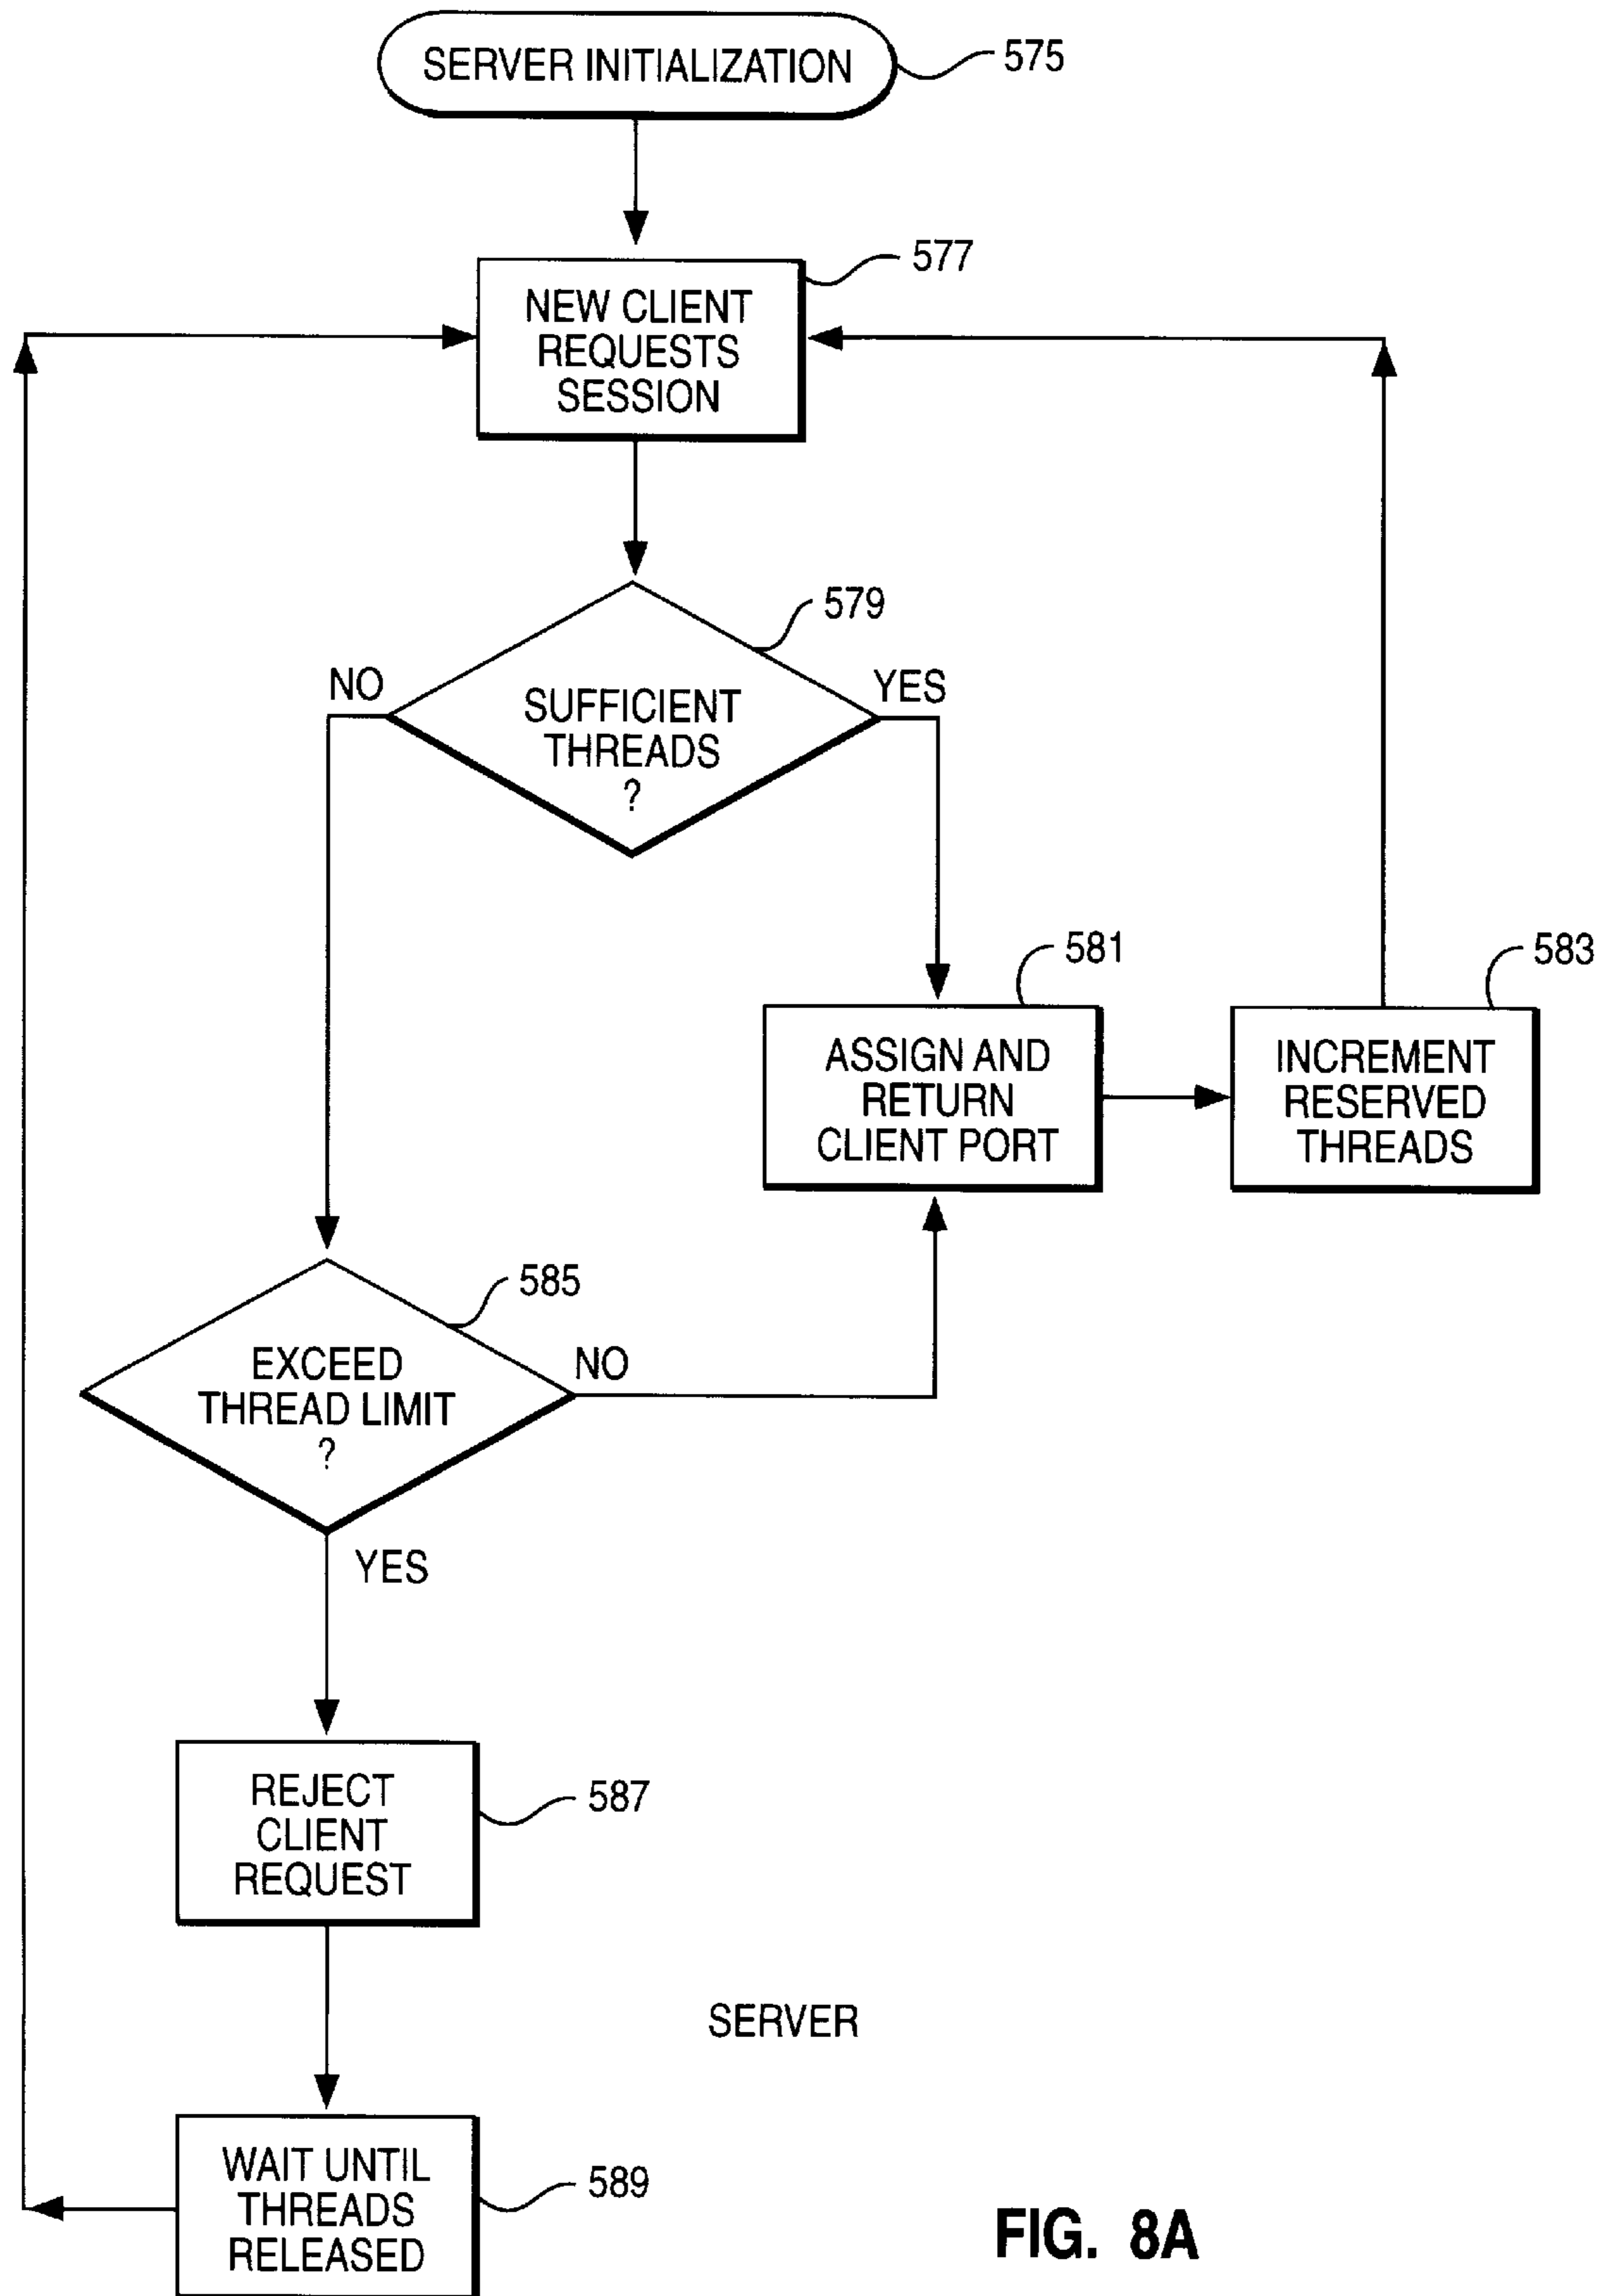 SERVER INITIALIZATION
575
577
NEW CLIENT
REQUESTS
SESSION
579
NO
YES
SUFFICIENT
THREADS
?
581
583
ASSIGN AND
RETURN
CLIENT PORT
INCREMENT
RESERVED
THREADS
585
EXCEED
THREAD LIMIT
?
NO
YES
REJECT
CLIENT
REQUEST
587
SERVER
WAIT UNTIL
THREADS
RELEASED
589
FIG. 8A